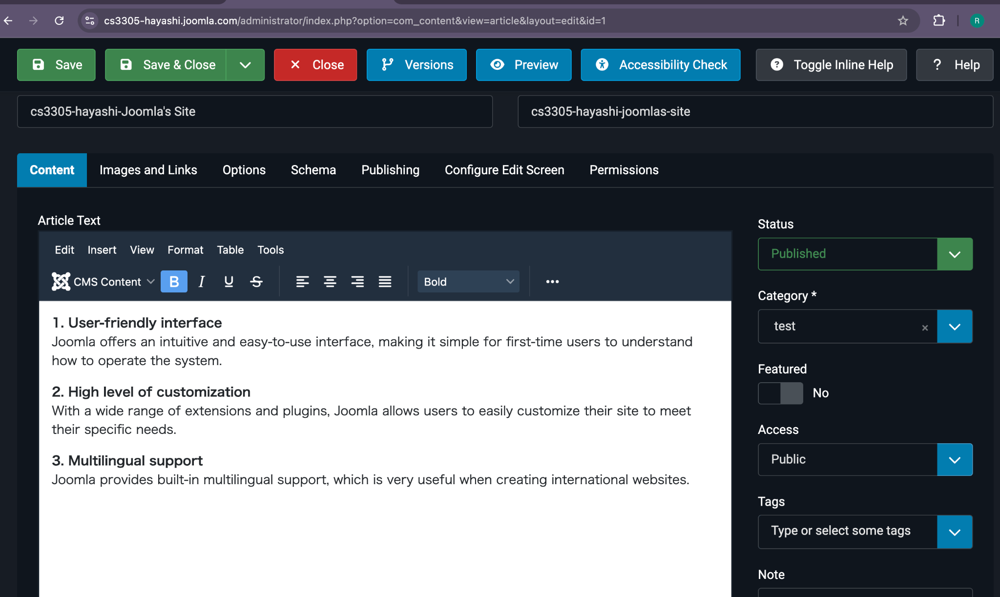 cs3305-hayashi.joomla.com/administrator/index.php?option=com_content&view=article&layout=edit&id=1
R
Save
Save & Close
Close
Versions
Preview
Accessibility Check
Toggle Inline Help
? Help
cs3305-hayashi-Joomla's Site
cs3305-hayashi-joomlas-site
Content
Images and Links
Options
Schema
Publishing
Configure Edit Screen
Permissions
Article Text
Edit Insert View Format Table Tools
CMS Content B I U S Bold
1. User-friendly interface
Joomla offers an intuitive and easy-to-use interface, making it simple for first-time users to understand
how to operate the system.
2. High level of customization
With a wide range of extensions and plugins, Joomla allows users to easily customize their site to meet
their specific needs.
3. Multilingual support
Joomla provides built-in multilingual support, which is very useful when creating international websites.
Status
Published
Category *
test
Featured
No
Access
Public
Tags
Type or select some tags
Note